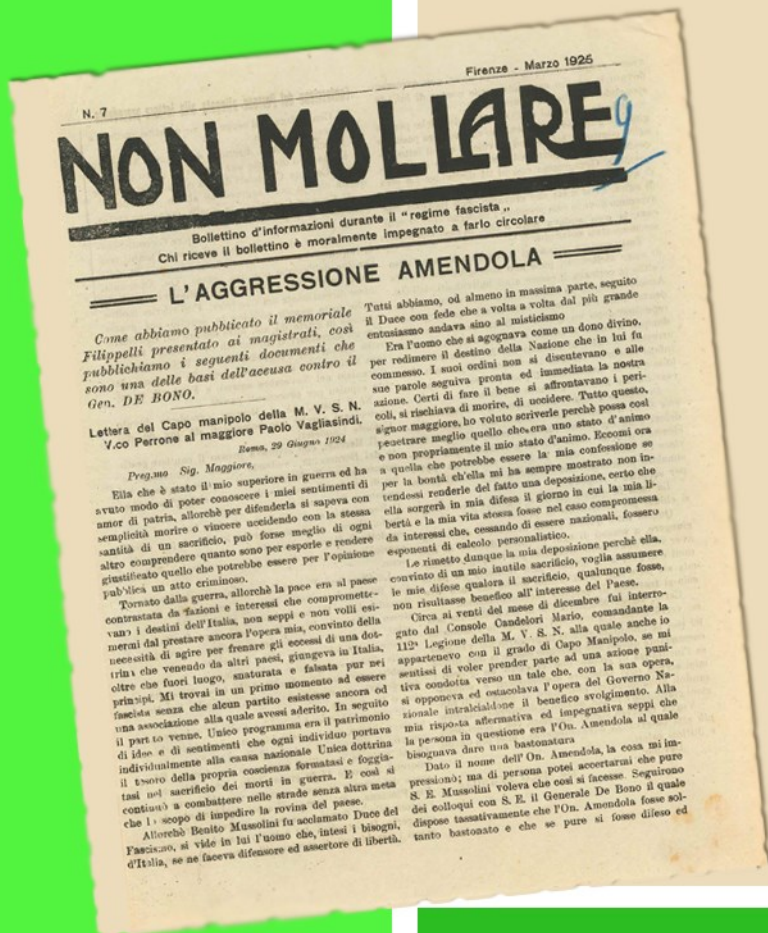 N. 7
Firenze - Marzo 1925
NON MOLLARE
9
Bollettino d'informazioni durante il "regime fascista„
Chi riceve il bollettino è moralmente impegnato a farlo circolare
L'AGGRESSIONE AMENDOLA
Come abbiamo pubblicato il memoriale
Filippelli presentato ai magistrati, così
pubblichiamo i seguenti documenti che
sono una delle basi dell'accusa contro il
Gen. DE BONO.
Lettera del Capo manipolo della M. V. S. N.
V.co Perrone al maggiore Paolo Vagliasindi.
Roma, 29 Giugno 1924
Preg.mo Sig. Maggiore,
Ella che è stato il mio superiore in guerra ed ha
avuto modo di poter conoscere i miei sentimenti di
amor di patria, allorchè per difenderla si sapeva con
semplicità morire o vincere uccidendo con la stessa
santità di un sacrificio, può forse meglio di ogni
altro comprendere quanto sono per esporle e rendere
giustificato quello che potrebbe essere per l'opinione
pubblica un atto criminoso.
Tornato dalla guerra, allorchè la pace era al paese
contrastata da fazioni e interessi che compromette-
vano i destini dell'Italia, non seppi e non volli esi-
mermi dal prestare ancora l'opera mia, convinto della
necessità di agire per frenare gli eccessi di una dot-
trina che venendo da altri paesi, giungeva in Italia,
oltre che fuori luogo, snaturata e falsata pur nei
principi. Mi trovai in un primo momento ad essere
fascista senza che alcun partito esistesse ancora od
una associazione alla quale avessi aderito. In seguito
il partito venne. Unico programma era il patrimonio
di idee e di sentimenti che ogni individuo portava
individualmente alla causa nazionale Unica dottrina
il tesoro della propria coscienza formatasi e foggia-
tasi nel sacrificio dei morti in guerra. E così si
continuò a combattere nelle strade senza altra meta
che lo scopo di impedire la rovina del paese.
Allorchè Benito Mussolini fu acclamato Duce del
Fascismo, si vide in lui l'uomo che, intesi i bisogni,
d'Italia, se ne faceva difensore ed assertore di libertà.
Tutti abbiamo, od almeno in massima parte, seguito
il Duce con fede che a volta a volta dal più grande
entusiasmo andava sino al misticismo
Era l'uomo che si agognava come un dono divino,
per redimere il destino della Nazione che in lui fu
commesso. I suoi ordini non si discutevano e alle
sue parole seguiva pronta ed immediata la nostra
azione. Certi di fare il bene si affrontavano i peri-
coli, si rischiava di morire, di uccidere. Tutto questo,
signor maggiore, ho voluto scriverle perchè possa così
penetrare meglio quello che era uno stato d'animo
e non propriamente il mio stato d'animo. Eccomi ora
a quella che potrebbe essere la mia confessione se
per la bontà ch'ella mi ha sempre mostrato non in-
tendessi renderle del fatto una deposizione, certo che
ella sorgerà in mia difesa il giorno in cui la mia li-
bertà e la mia vita stessa fosse nel caso compromessa
da interessi che, cessando di essere nazionali, fossero
esponenti di calcolo personalistico.
Le rimetto dunque la mia deposizione perchè ella,
convinto di un mio inutile sacrificio, voglia assumere
le mie difese qualora il sacrificio, qualunque fosse,
non risultasse benefico all'interesse del Paese.
Circa ai venti del mese di dicembre fui interro-
gato dal Console Candelori Mario, comandante la
112ª Legione della M. V. S. N. alla quale anche io
appartenevo con il grado di Capo Manipolo, se mi
sentissi di voler prender parte ad una azione puni-
tiva condotta verso un tale che, con la sua opera,
si opponeva ed ostacolava l'opera del Governo Na-
zionale intralciandone il benefico svolgimento. Alla
mia risposta affermativa ed impegnativa seppi che
la persona in questione era l'On. Amendola al quale
bisognava dare una bastonatura
Dato il nome dell'On. Amendola, la cosa mi im-
pressionò; ma di persona potei accertarmi che pure
S. E. Mussolini voleva che così si facesse. Seguirono
dei colloqui con S. E. il Generale De Bono il quale
dispose tassativamente che l'On. Amendola fosse sol-
tanto bastonato e che se pure si fosse difeso ed